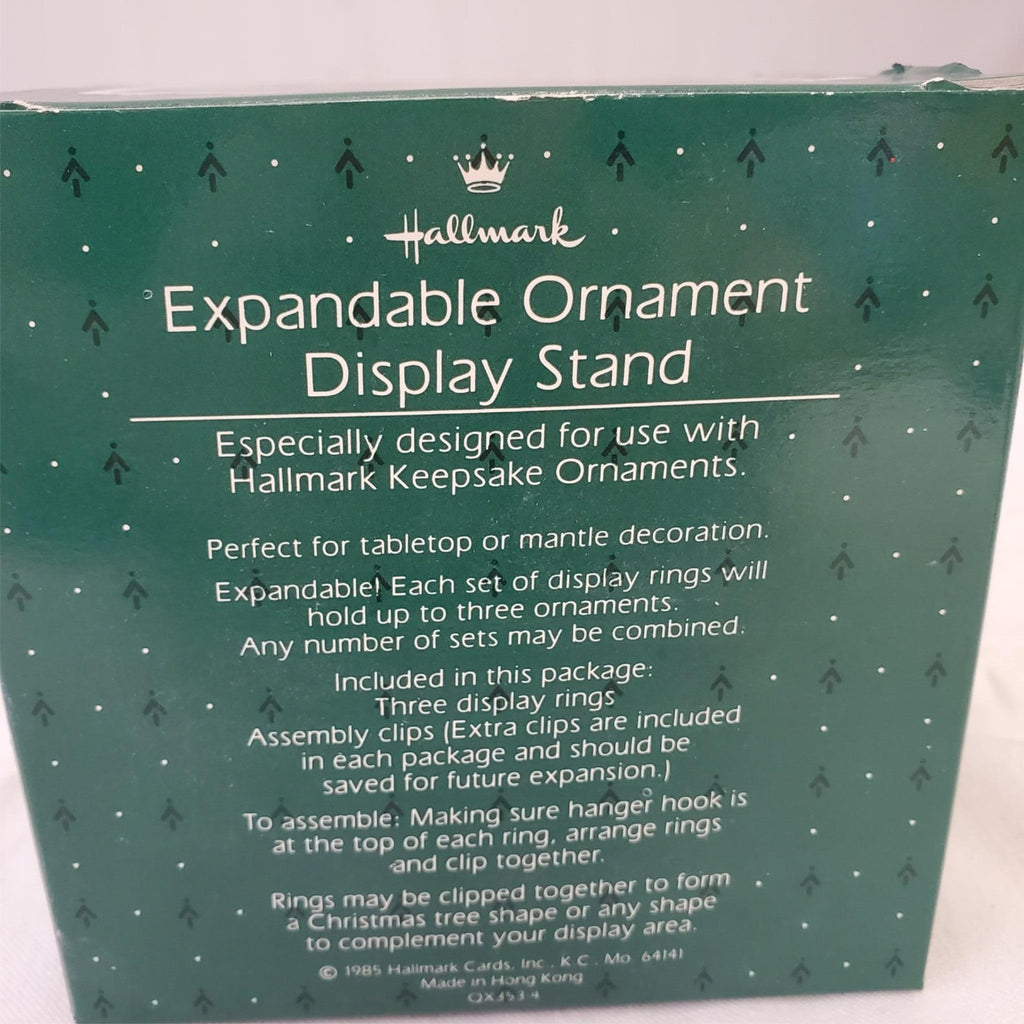 Hallmark
Expandable Ornament
Display Stand
Especially designed for use with
Hallmark Keepsake Ornaments.
Perfect for tabletop or mantle decoration.
Expandable! Each set of display rings will
hold up to three ornaments.
Any number of sets may be combined.
Included in this package:
Three display rings
Assembly clips (Extra clips are included
in each package and should be
saved for future expansion.)
To assemble: Making sure hanger hook is
at the top of each ring, arrange rings
and clip together.
Rings may be clipped together to form
a Christmas tree shape or any shape
to complement your display area.
© 1985 Hallmark Cards, Inc., K.C., Mo. 64141
Made in Hong Kong